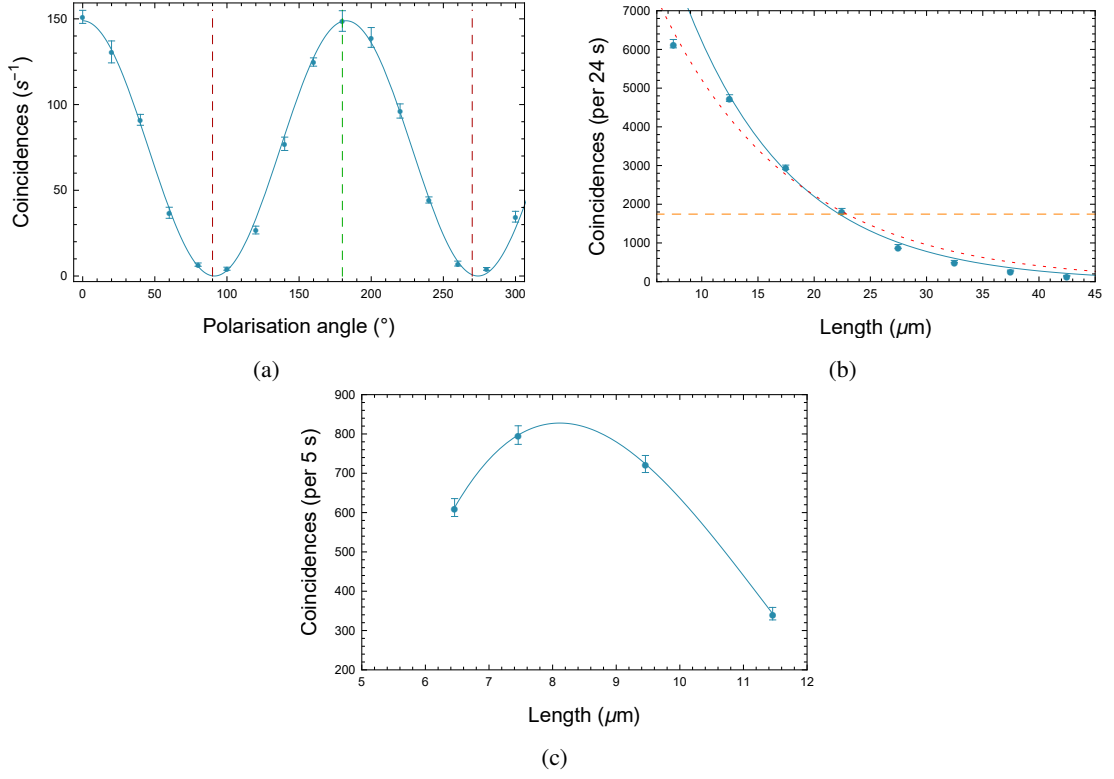 150
100
50
0
Coincidences (s⁻¹)
0 50 100 150 200 250 300
Polarisation angle (°)
(a)
7000
6000
5000
4000
3000
2000
1000
0
Coincidences (per 24 s)
10 15 20 25 30 35 40 45
Length (μm)
(b)
900
800
700
600
500
400
300
200
Coincidences (per 5 s)
5 6 7 8 9 10 11 12
Length (μm)
(c)